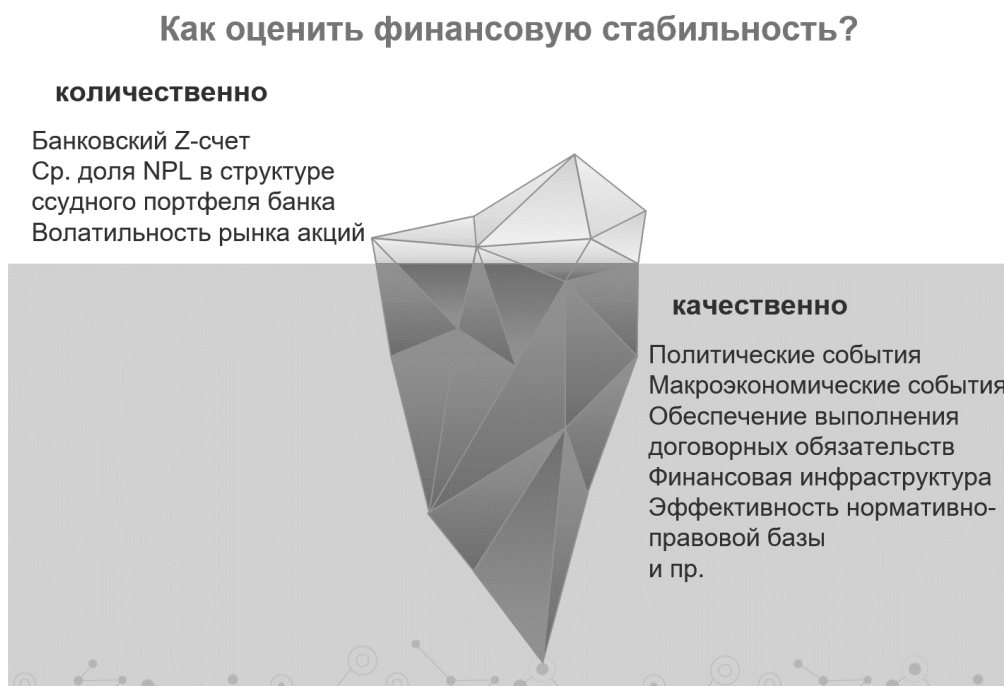 Как оценить финансовую стабильность?
количественно
Банковский Z-счет
Ср. доля NPL в структуре
ссудного портфеля банка
Волатильность рынка акций
качественно
Политические события
Макроэкономические события
Обеспечение выполнения
договорных обязательств
Финансовая инфраструктура
Эффективность нормативно-
правовой базы
и пр.